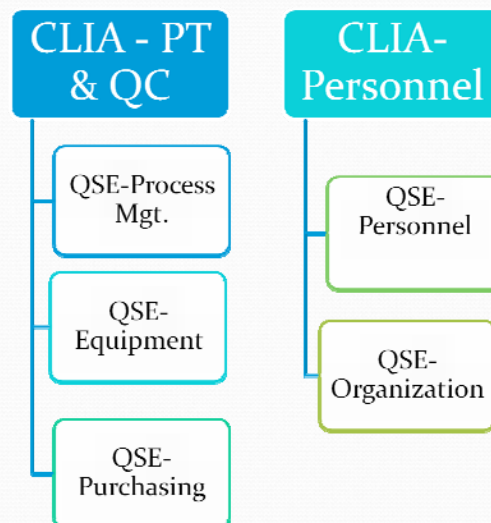 CLIA - PT
& QC
QSE-Process
Mgt.
QSE-
Equipment
QSE-
Purchasing
CLIA-
Personnel
QSE-
Personnel
QSE-
Organization